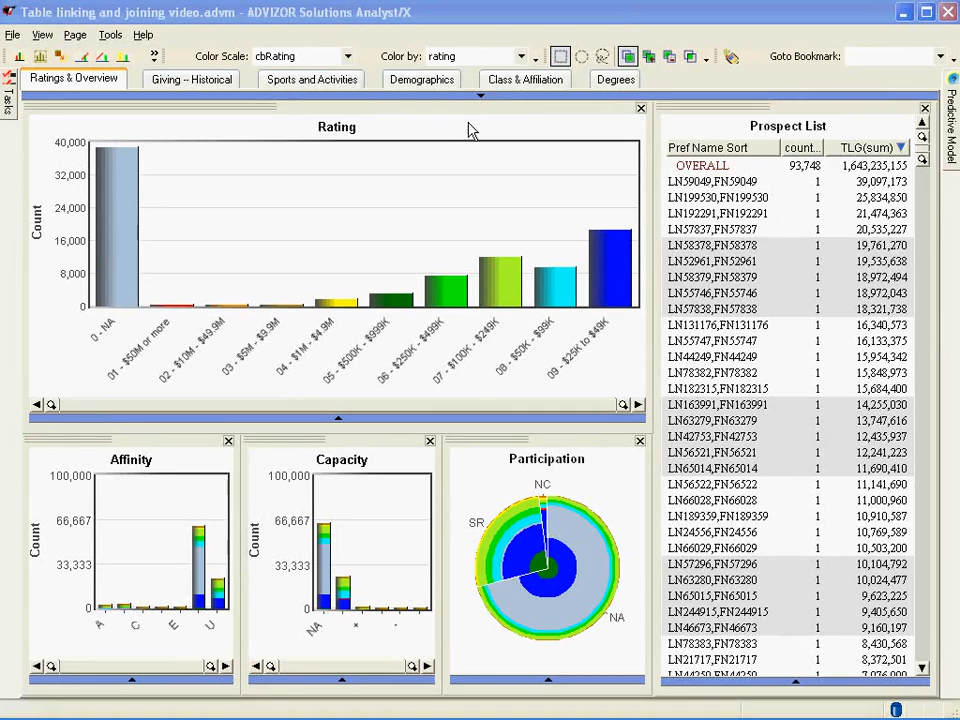 Table linking and joining video.advm - ADVIZOR Solutions Analyst/X
File View Page Tools Help
Color Scale: cbRating Color by: rating Goto Bookmark:
Ratings & Overview Giving -- Historical Sports and Activities Demographics Class & Affiliation Degrees
Tasks
Predictive Model
Rating
Count
40,000
32,000
24,000
16,000
8,000
0
0 - NA
01 - $50M or more
02 - $10M - $49.9M
03 - $5M - $9.9M
04 - $1M - $4.9M
05 - $500K - $999K
06 - $250K - $499K
07 - $100K - $249K
08 - $50K - $99K
09 - $25K to $49K
Affinity
Count
100,000
66,667
33,333
0
A C E U
Capacity
Count
100,000
66,667
33,333
0
NA * -
Participation
NC
SR
NA
Prospect List
Pref Name Sort count... TLG(sum)
OVERALL 93,748 1,643,235,155
LN59049,FN59049 1 39,097,173
LN199530,FN199530 1 25,834,850
LN192291,FN192291 1 21,474,363
LN57837,FN57837 1 20,535,227
LN58378,FN58378 1 19,761,270
LN52961,FN52961 1 19,535,638
LN58379,FN58379 1 18,972,494
LN55746,FN55746 1 18,972,043
LN57838,FN57838 1 18,321,738
LN131176,FN131176 1 16,340,573
LN55747,FN55747 1 16,133,375
LN44249,FN44249 1 15,954,342
LN78382,FN78382 1 15,848,973
LN182315,FN182315 1 15,684,400
LN163991,FN163991 1 14,255,030
LN63279,FN63279 1 13,747,616
LN42753,FN42753 1 12,435,937
LN56521,FN56521 1 12,241,223
LN65014,FN65014 1 11,690,410
LN56522,FN56522 1 11,141,690
LN66028,FN66028 1 11,000,960
LN189359,FN189359 1 10,910,587
LN24556,FN24556 1 10,769,589
LN66029,FN66029 1 10,503,200
LN57296,FN57296 1 10,104,792
LN63280,FN63280 1 10,024,477
LN65015,FN65015 1 9,623,225
LN244915,FN244915 1 9,405,650
LN46673,FN46673 1 9,160,197
LN78383,FN78383 1 8,430,568
LN21717,FN21717 1 8,372,501
LN44250,FN44250 1 7,076,000